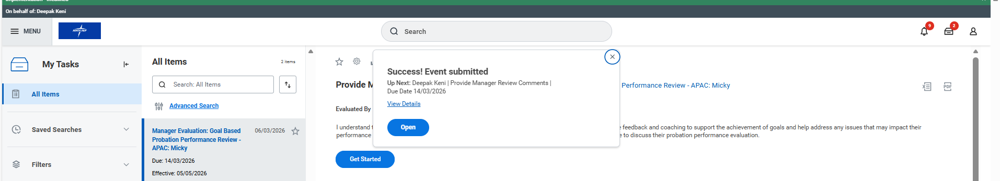 Implementation - medline3
On behalf of: Deepak Keni
MENU
MEDLINE
Search
9
2
My Tasks
All Items
Saved Searches
Filters
All Items
2 items
Search: All Items
Advanced Search
Manager Evaluation: Goal Based
Probation Performance Review -
APAC: Micky
06/03/2026
Due: 14/03/2026
Effective: 05/05/2026
Success! Event submitted
Up Next: Deepak Keni | Provide Manager Review Comments |
Due Date 14/03/2026
View Details
Open
Provide M
Performance Review - APAC: Micky
PDF
Evaluated By
I understand
feedback and coaching to support the achievement of goals and help address any issues that may impact their
performance
to discuss their probation performance evaluation.
Get Started